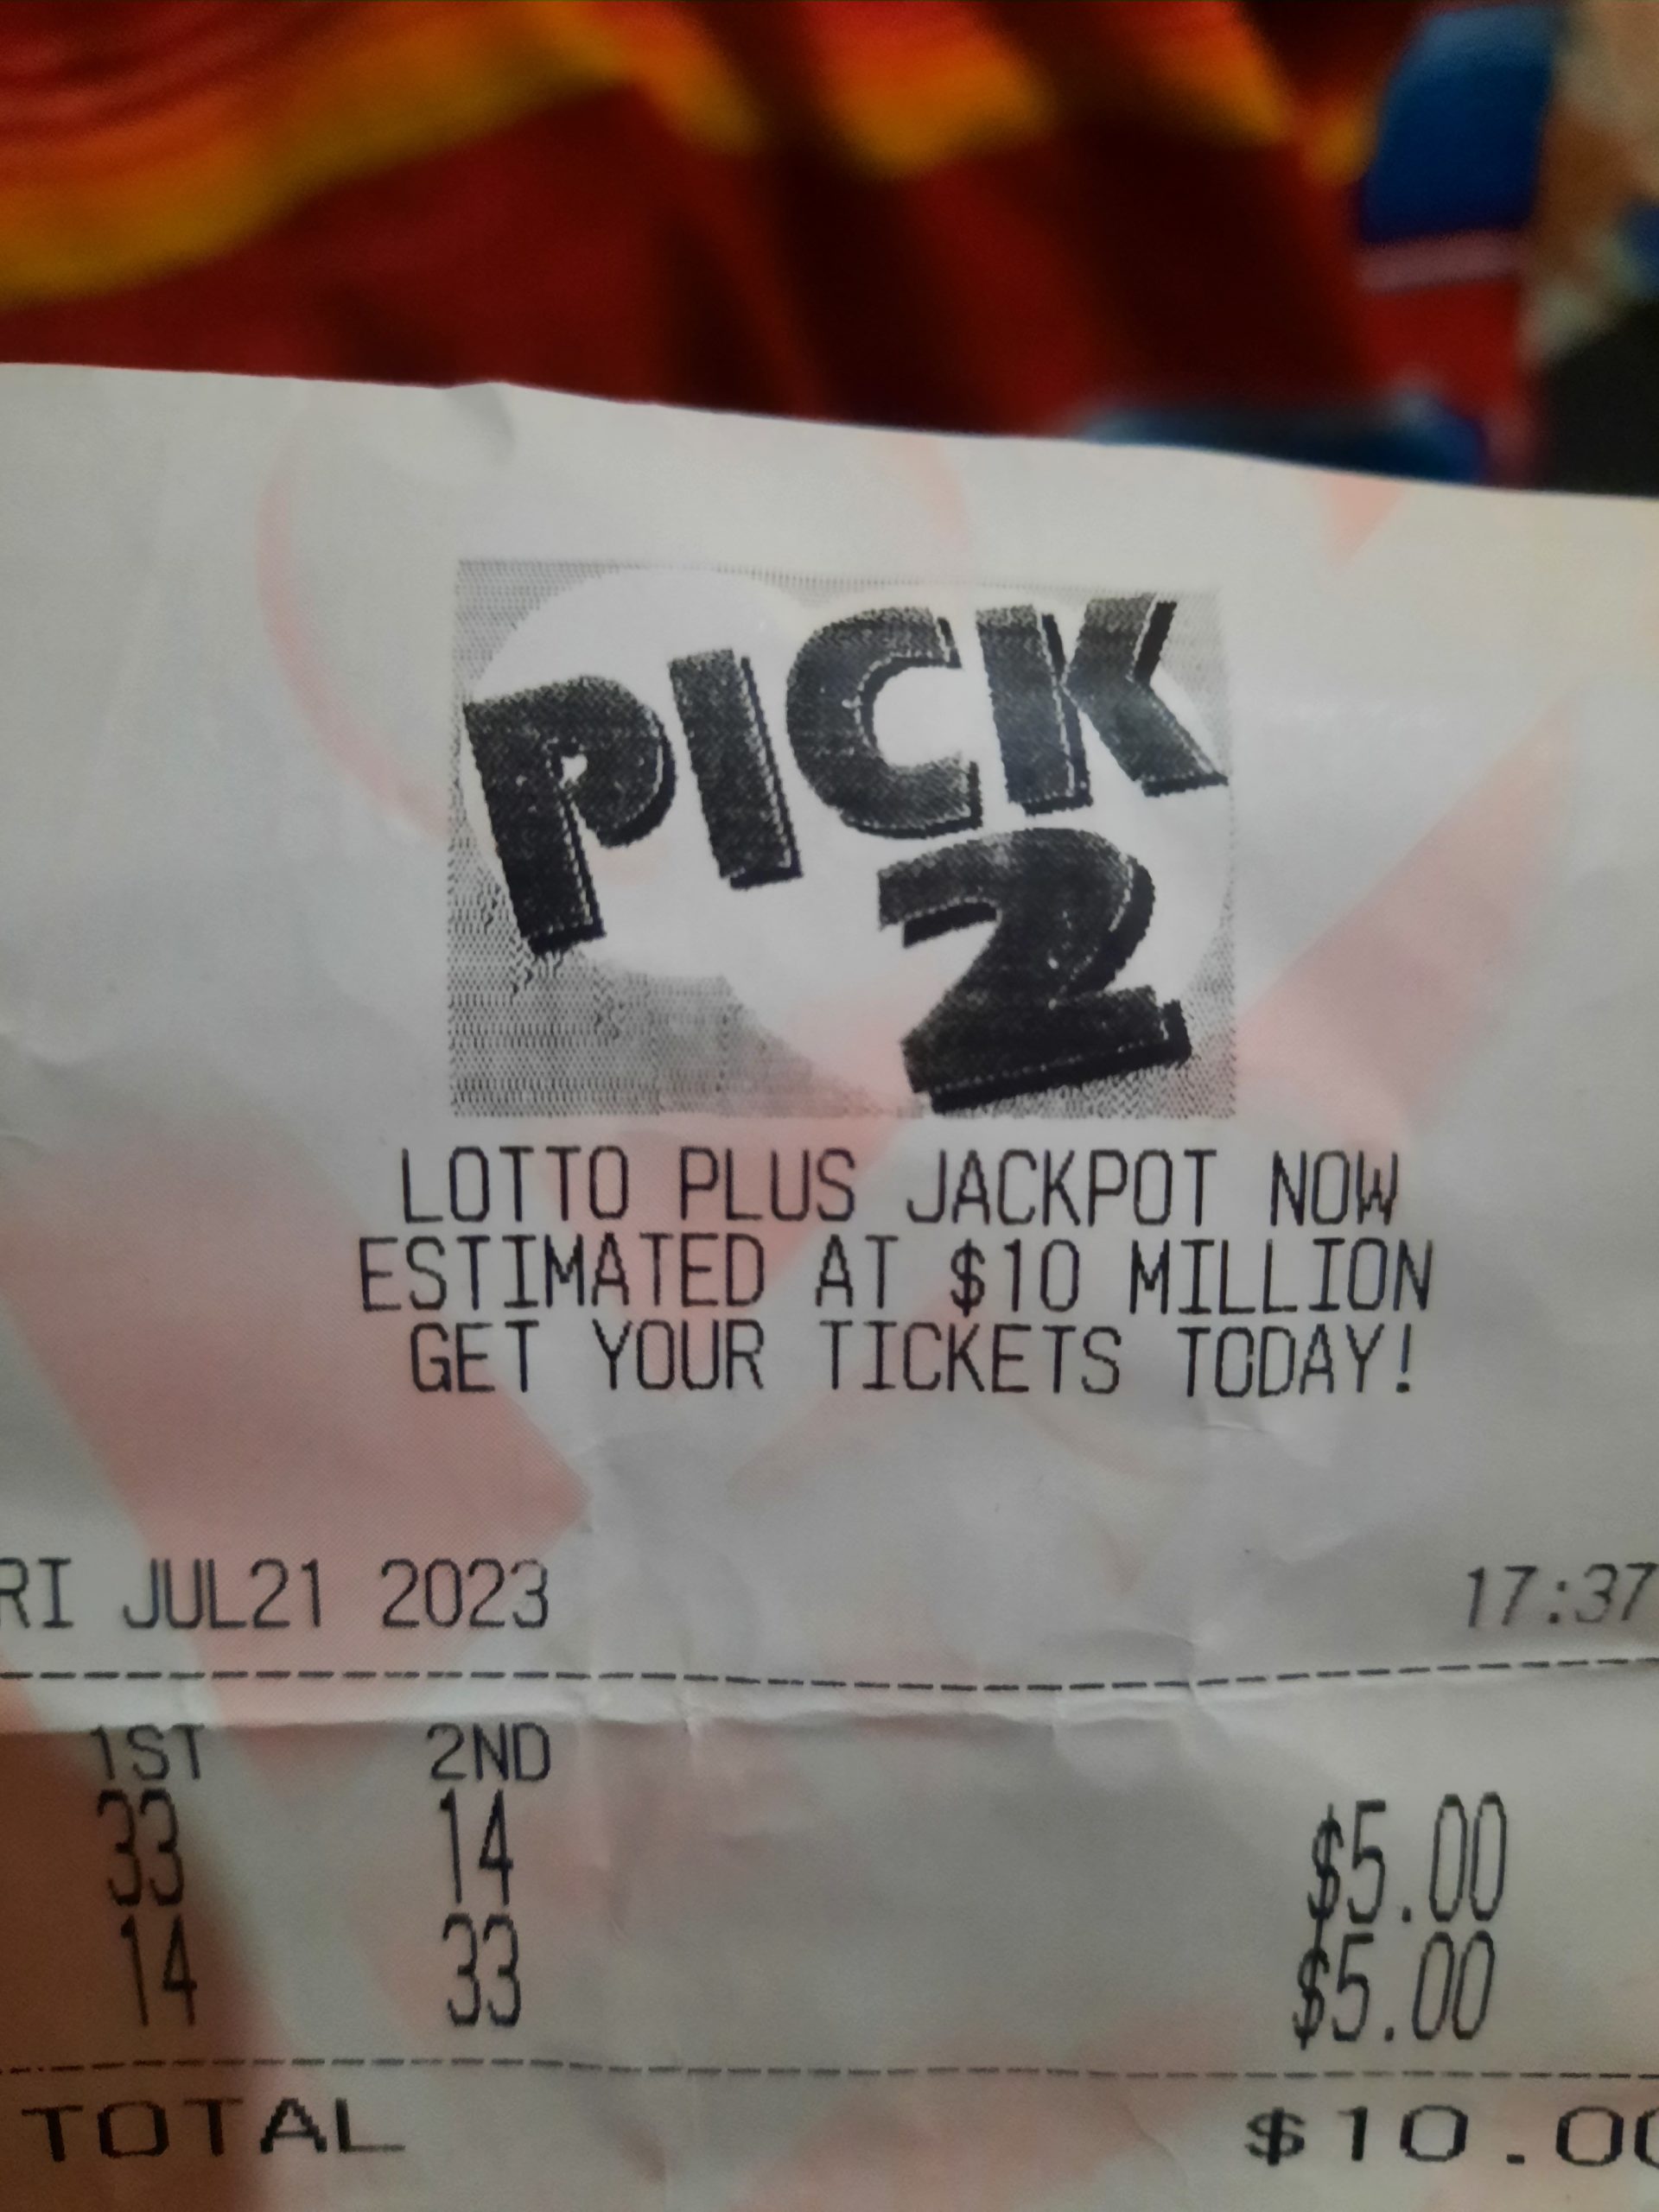 PICK
2
LOTTO PLUS JACKPOT NOW
ESTIMATED AT $10 MILLION
GET YOUR TICKETS TODAY!
RI JUL21 2023 17:37
1ST 2ND
33 14 $5.00
14 33 $5.00
TOTAL $10.00